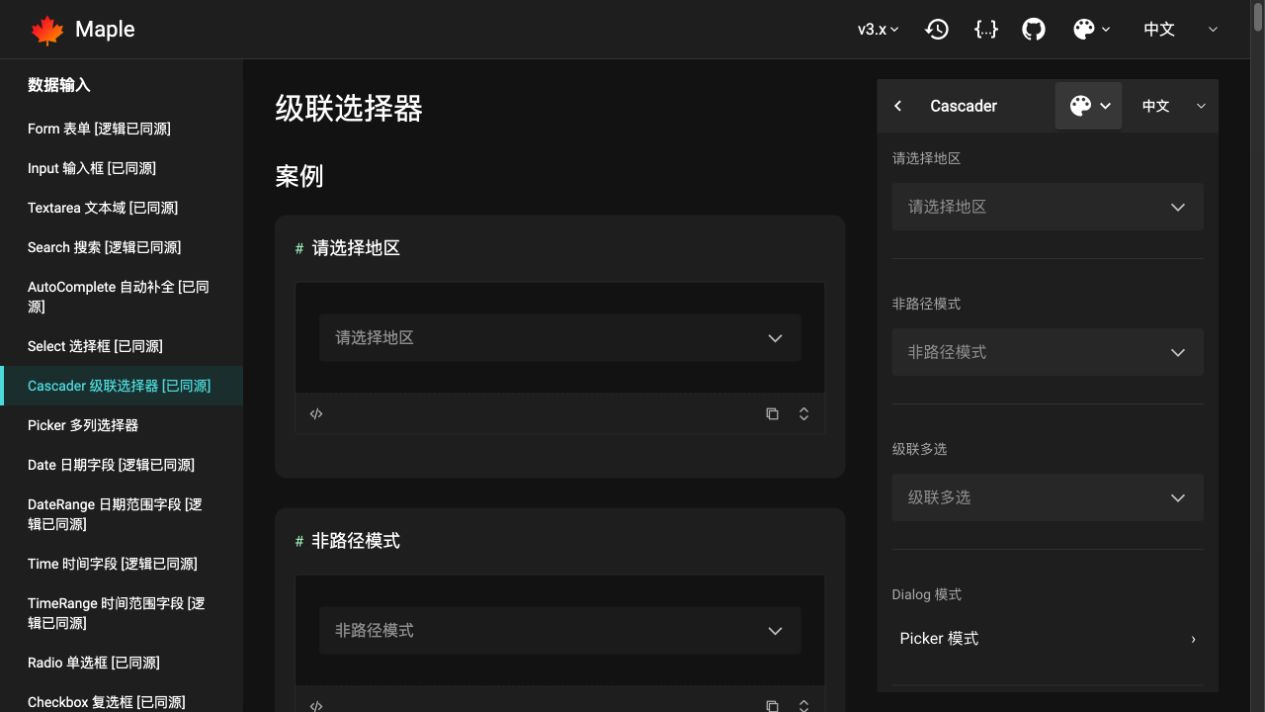 Maple
v3.x
{...}
中文
数据输入
Form 表单 [逻辑已同源]
Input 输入框 [已同源]
Textarea 文本域 [已同源]
Search 搜索 [逻辑已同源]
AutoComplete 自动补全 [已同
源]
Select 选择框 [已同源]
Cascader 级联选择器 [已同源]
Picker 多列选择器
Date 日期字段 [逻辑已同源]
DateRange 日期范围字段 [逻
辑已同源]
Time 时间字段 [逻辑已同源]
TimeRange 时间范围字段 [逻
辑已同源]
Radio 单选框 [已同源]
Checkbox 复选框 [已同源]
级联选择器
案例
# 请选择地区
请选择地区
# 非路径模式
非路径模式
Cascader
中文
请选择地区
请选择地区
非路径模式
非路径模式
级联多选
级联多选
Dialog 模式
Picker 模式